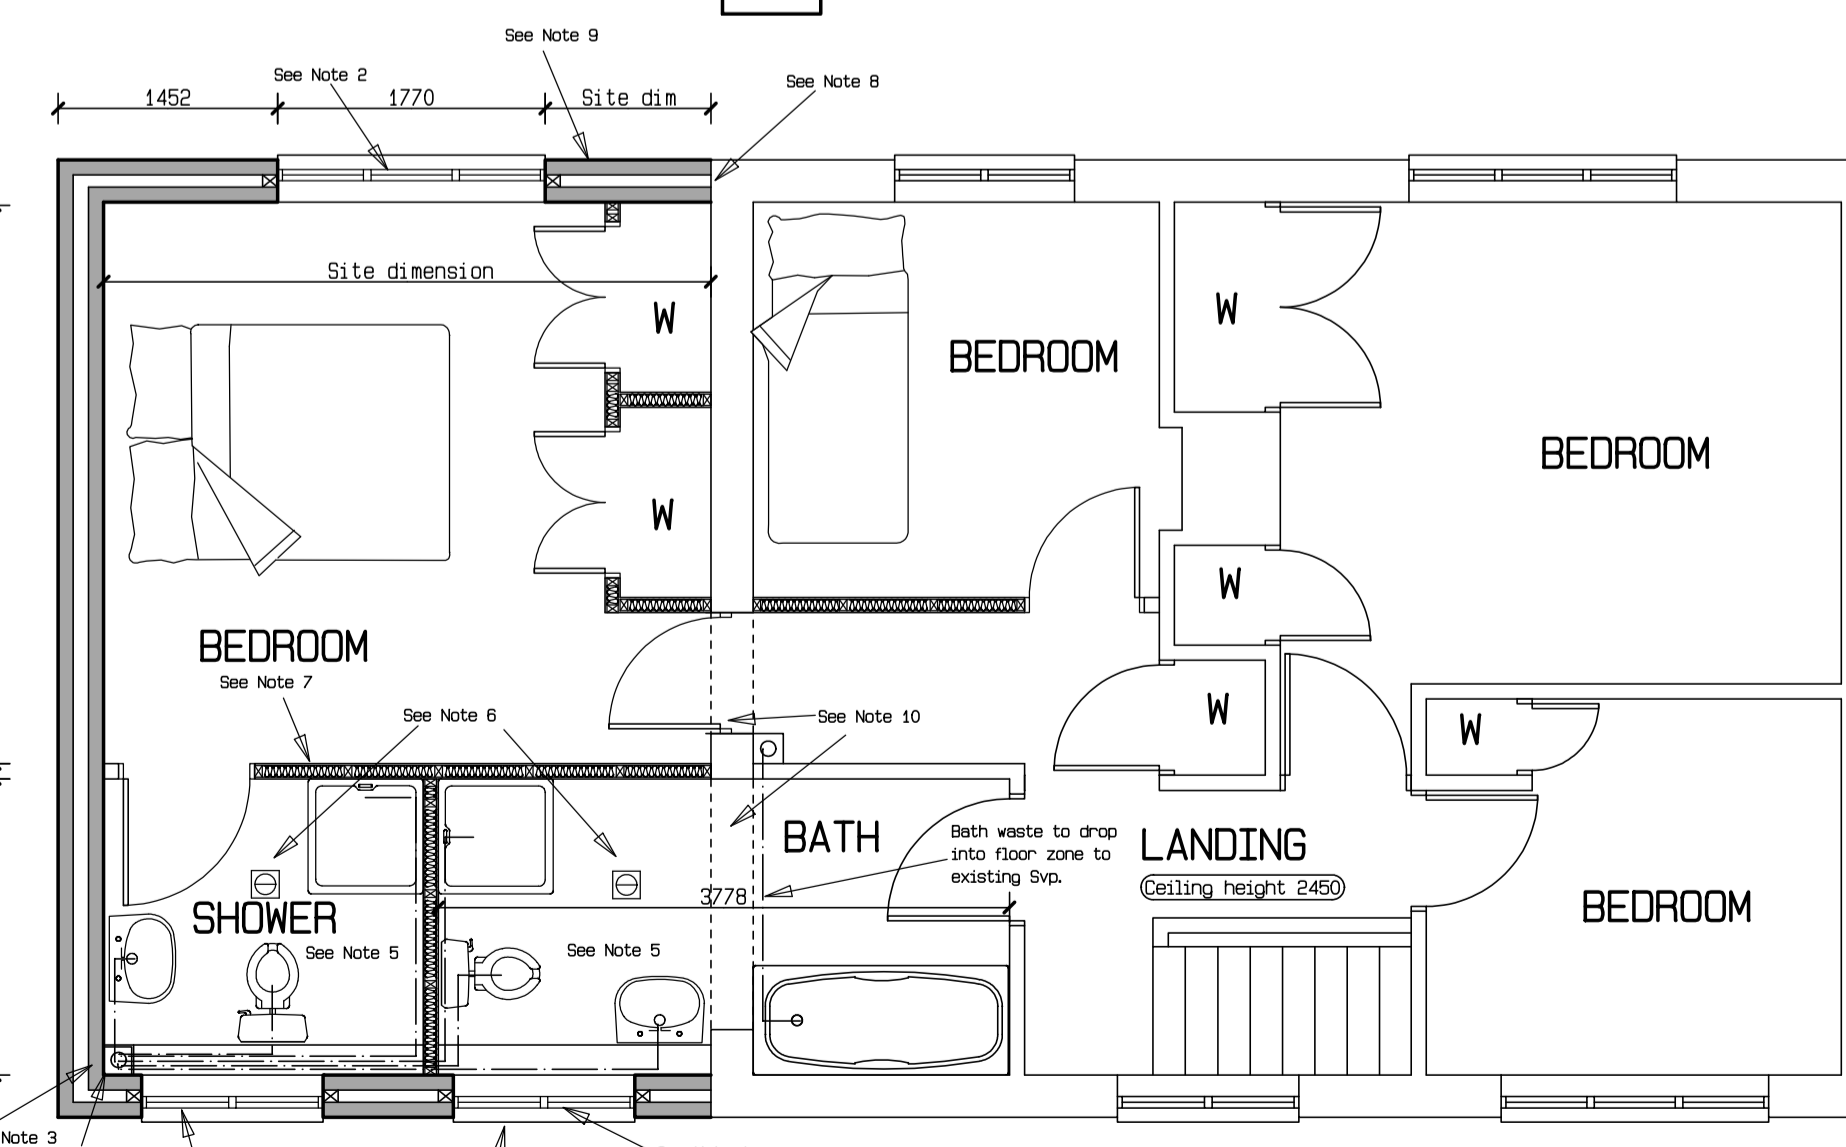 See Note 9
See Note 2
See Note 8
1452
1770
Site dim
Site dimension
W
W
BEDROOM
W
BEDROOM
W
BEDROOM
See Note 7
See Note 6
See Note 10
W
W
BATH
Bath waste to drop
into floor zone to
existing Svp.
LANDING
Ceiling height 2450
3778
SHOWER
See Note 5
See Note 5
BEDROOM
Note 3